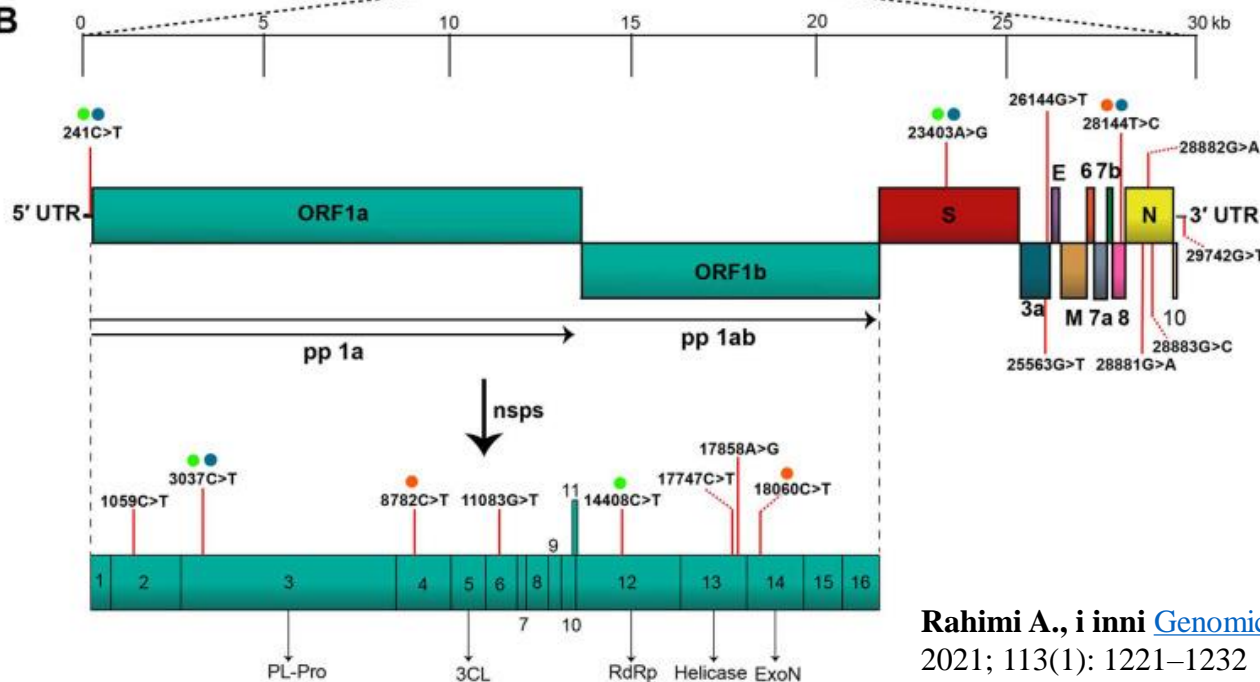 B
0 5 10 15 20 25 30 kb
26144G>T
241C>T
23403A>G
28144T>C
28882G>A
E 6 7b
5′ UTR
ORF1a
S
N
3′ UTR
29742G>T
ORF1b
3a
M 7a 8
10
pp 1a
pp 1ab
28883G>C
25563G>T 28881G>A
nsps
17858A>G
3037C>T
17747C>T
18060C>T
1059C>T
8782C>T
11083G>T
11
14408C>T
9
1 2 3 4 5 6 8 12 13 14 15 16
7 10
PL-Pro 3CL RdRp Helicase ExoN
Rahimi A., i inni Genomic
2021; 113(1): 1221–1232